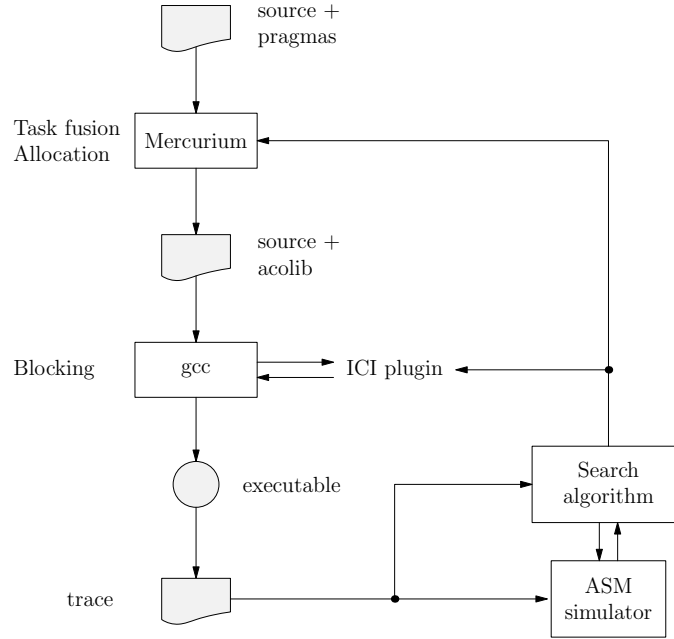 source +
pragmas
Task fusion
Allocation
Mercurium
source +
acolib
Blocking
gcc
ICI plugin
executable
Search
algorithm
trace
ASM
simulator